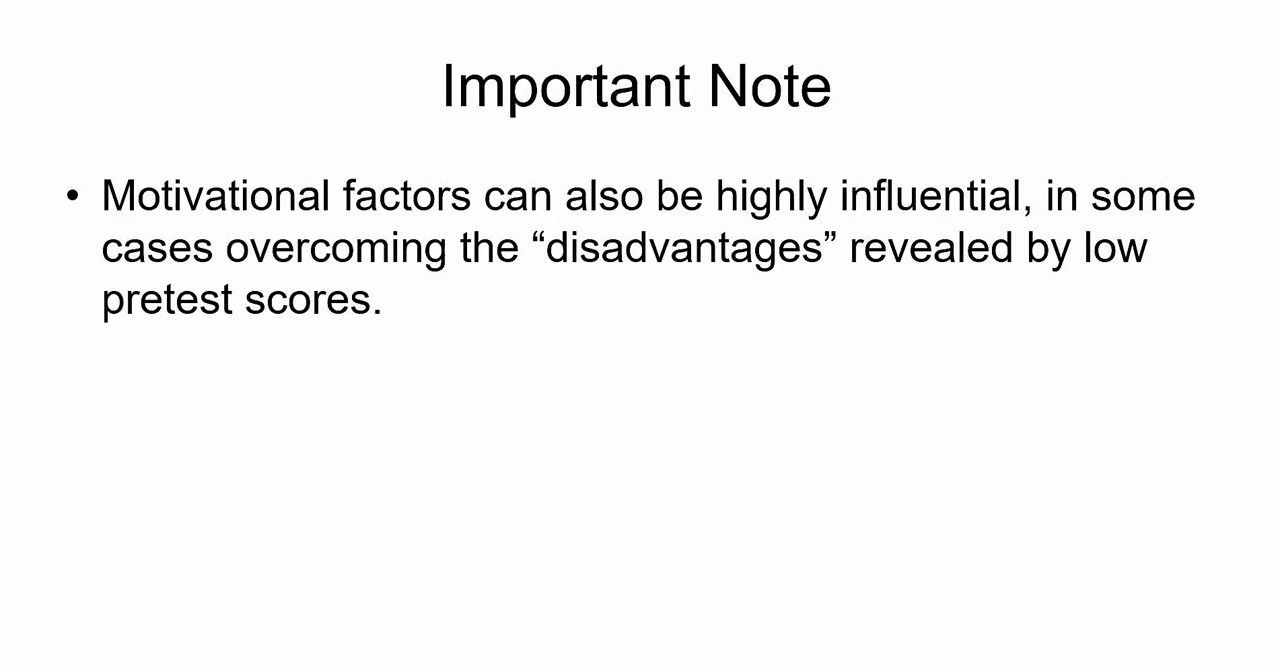 Important Note
• Motivational factors can also be highly influential, in some
cases overcoming the “disadvantages” revealed by low
pretest scores.